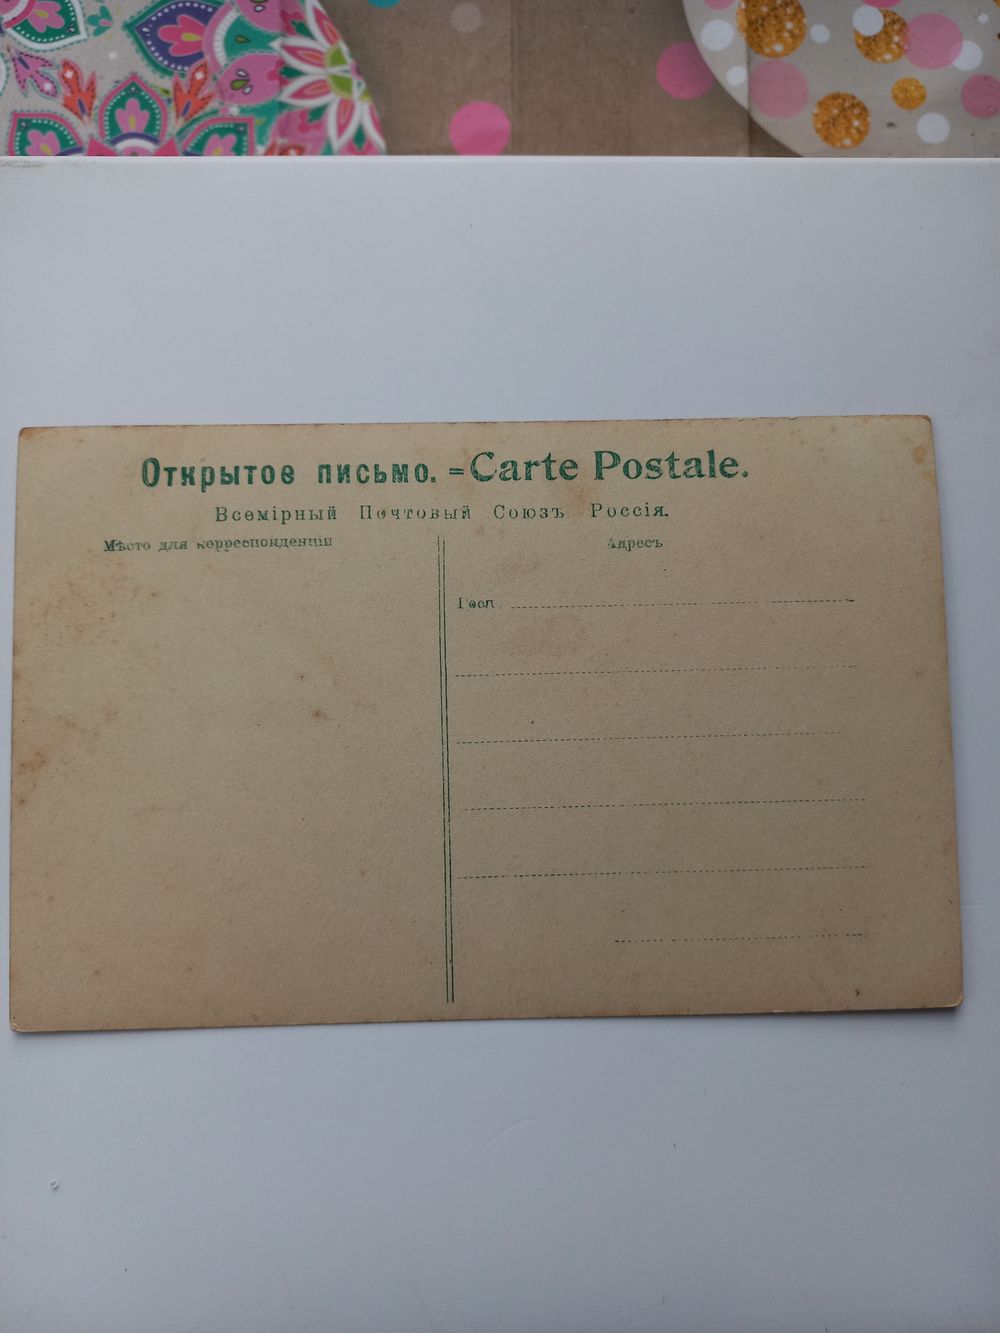 Открытое письмо. = Carte Postale.
Всемірный Почтовый Союзъ Россія.
Мѣсто для корреспонденціи
Адресъ
Госп.